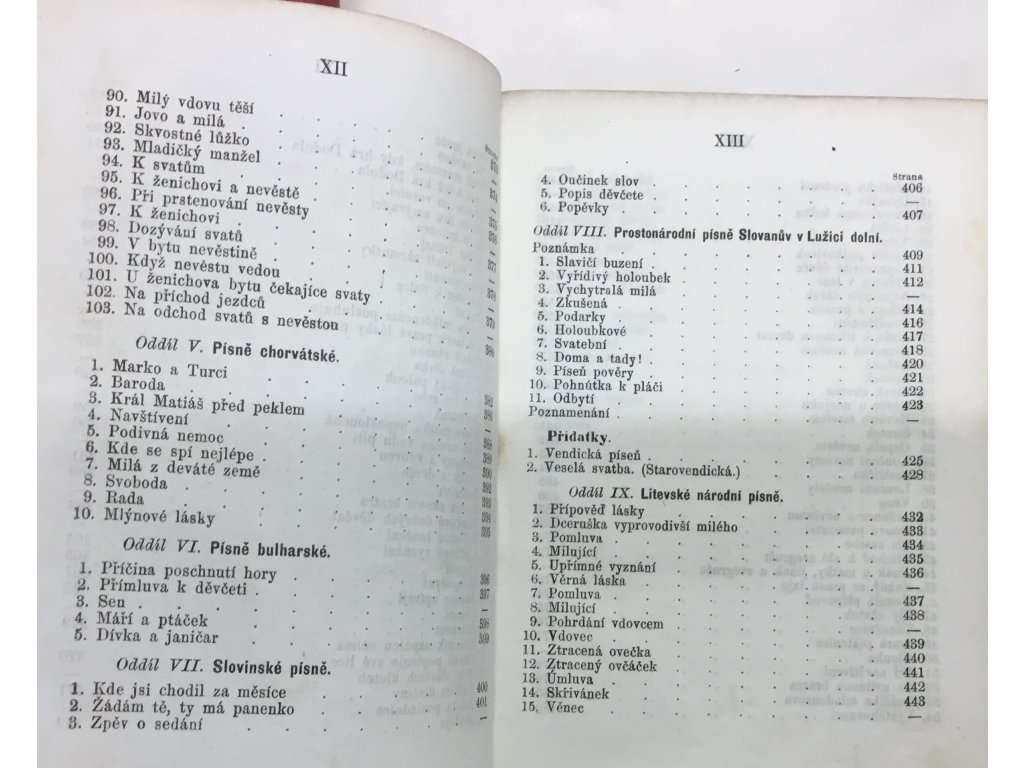 XII
90. Milý vdovu těší
91. Jovo a milá
92. Skvostné lůžko
93. Mladičký manžel
94. K svatům
95. K ženichovi a nevěstě
96. Při prstenování nevěsty
97. K ženichovi
98. Dozývání svatů
99. V bytu nevěstině
100. Když nevěstu vedou
101. U ženichova bytu čekajíce svaty
102. Na příchod jezdců
103. Na odchod svatů s nevěstou
Oddíl V. Písně chorvátské.
1. Marko a Turci
2. Baroda
3. Král Matiáš před peklem
4. Navštívení
5. Podivná nemoc
6. Kde se spí nejlépe
7. Milá z deváté země
8. Svoboda
9. Rada
10. Mlýnové lásky
Oddíl VI. Písně bulharské.
1. Příčina poschnutí hory
2. Přímluva k děvčeti
3. Sen
4. Máří a ptáček
5. Dívka a janičar
Oddíl VII. Slovinské písně.
1. Kde jsi chodil za měsíce 400
2. Žádám tě, ty má panenko 401
3. Zpěv o sedání —
XIII
Strana
4. Oučinek slov 406
5. Popis děvčete —
6. Popěvky 407
Oddíl VIII. Prostonárodní písně Slovanův v Lužici dolní.
Poznámka 409
1. Slavičí buzení 411
2. Vyřídivý holoubek 412
3. Vychytralá milá —
4. Zkušená 414
5. Podarky 416
6. Holoubkové 417
7. Svatební 418
8. Doma a tady! 420
9. Píseň pověry 421
10. Pohnútka k pláči 422
11. Odbytí 423
Poznamenání —
Přídatky.
1. Vendická píseň 425
2. Veselá svatba. (Starovendická.) 428
Oddíl IX. Litevské národní písně.
1. Přípověď lásky 432
2. Dceruška vyprovodivší milého 433
3. Pomluva 434
4. Milující 435
5. Upřímné vyznání 436
6. Věrná láska —
7. Pomluva 437
8. Milující 438
9. Pohrdání vdovcem —
10. Vdovec 439
11. Ztracená ovečka 440
12. Ztracený ovčáček 441
13. Úmluva 442
14. Skřivánek 443
15. Věnec —